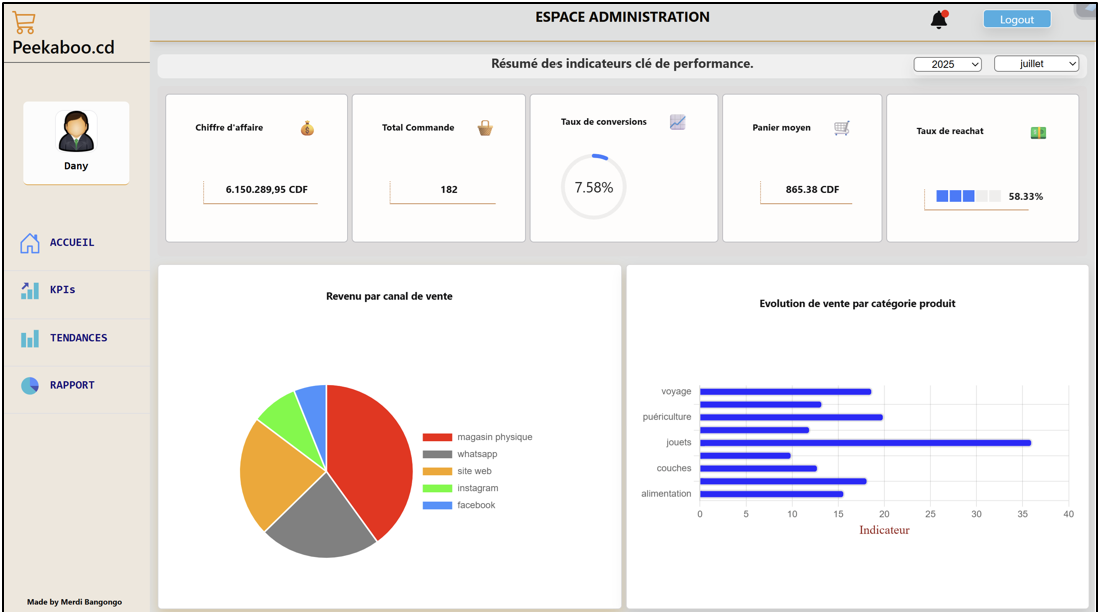 Peekaboo.cd
ESPACE ADMINISTRATION
Logout
Résumé des indicateurs clé de performance.
2025
juillet
Dany
ACCUEIL
KPIs
TENDANCES
RAPPORT
Made by Merdi Bangongo
Chiffre d'affaire
6.150.289,95 CDF
Total Commande
182
Taux de conversions
7.58%
Panier moyen
865.38 CDF
Taux de reachat
58.33%
Revenu par canal de vente
magasin physique
whatsapp
site web
instagram
facebook
Evolution de vente par catégorie produit
voyage
puériculture
jouets
couches
alimentation
0 5 10 15 20 25 30 35 40
Indicateur